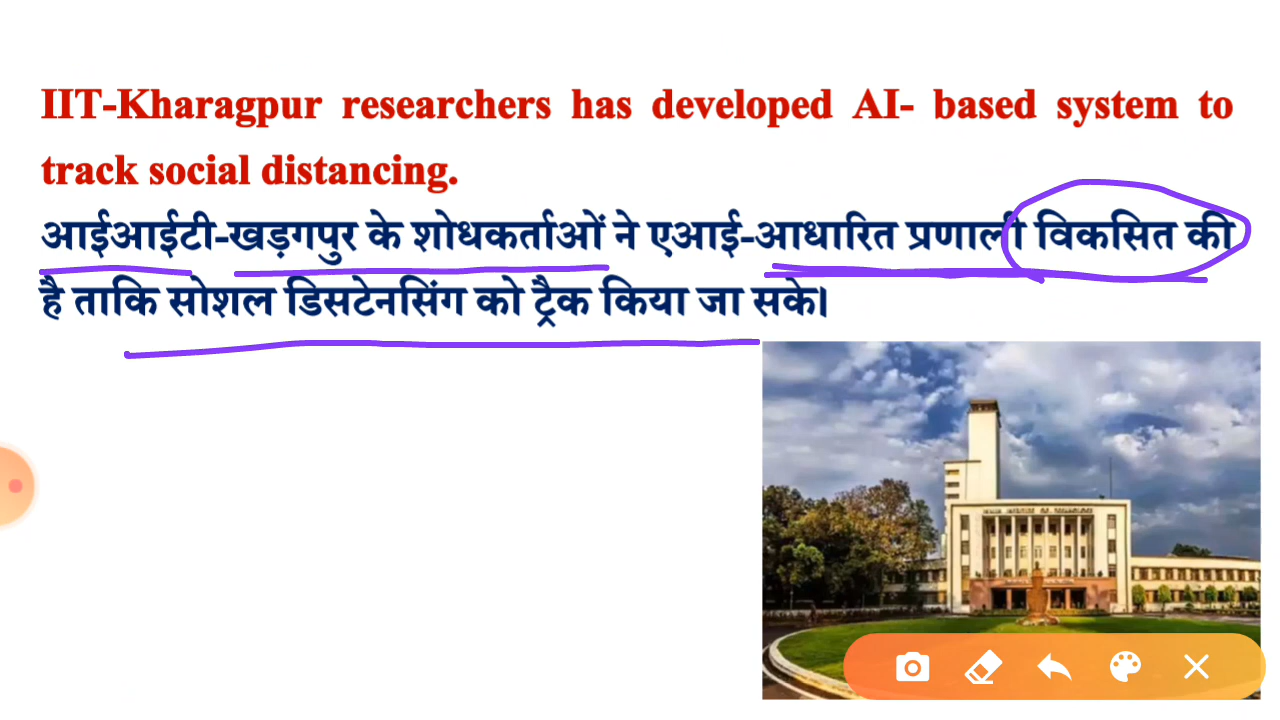 IIT-Kharagpur researchers has developed AI- based system to
track social distancing.
आईआईटी-खड़गपुर के शोधकर्ताओं ने एआई-आधारित प्रणाली विकसित की
है ताकि सोशल डिसटेनसिंग को ट्रैक किया जा सके।